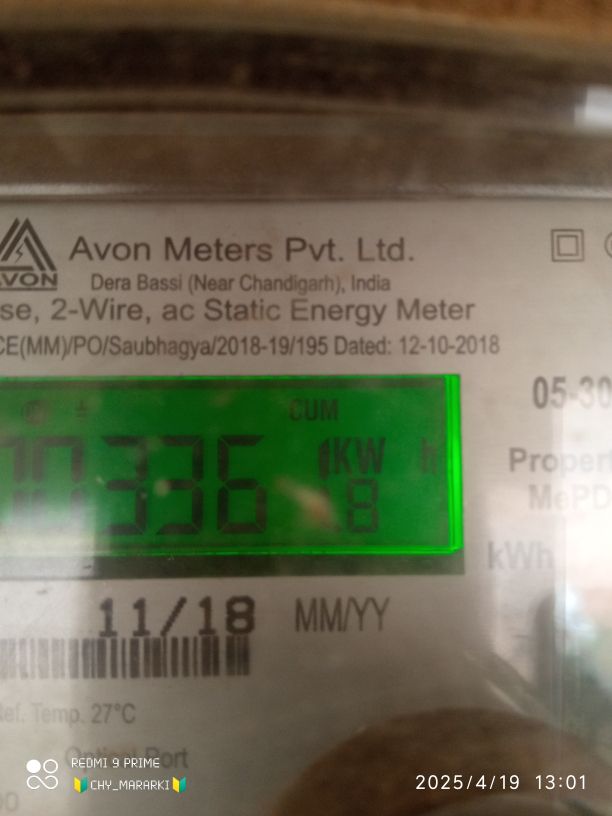 Avon Meters Pvt. Ltd.
AVON
Dera Bassi (Near Chandigarh), India
se, 2-Wire, ac Static Energy Meter
CE(MM)/PO/Saubhagya/2018-19/195 Dated: 12-10-2018
05-30
CUM
00336.8
KW h
Propert
MePD
kWh
11/18 MM/YY
Ref. Temp. 27°C
Optical Port
REDMI 9 PRIME
🔰CHY_MARARKI🔰
2025/4/19 13:01